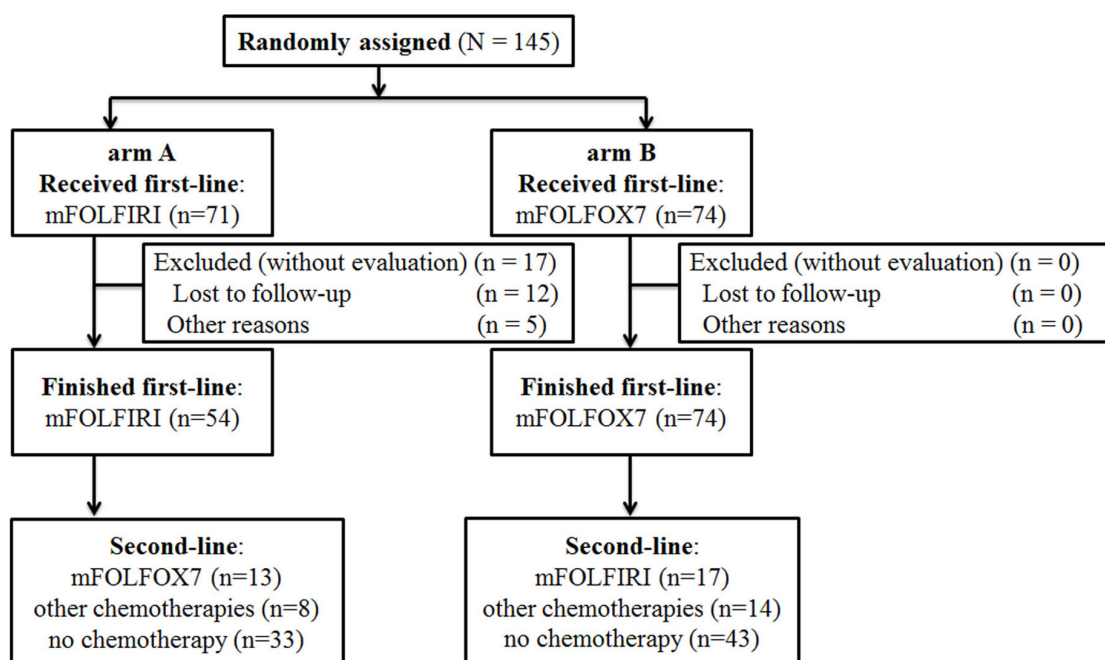 Randomly assigned (N = 145)
arm A
Received first-line:
mFOLFIRI (n=71)
arm B
Received first-line:
mFOLFOX7 (n=74)
Excluded (without evaluation) (n = 17)
Lost to follow-up (n = 12)
Other reasons (n = 5)
Excluded (without evaluation) (n = 0)
Lost to follow-up (n = 0)
Other reasons (n = 0)
Finished first-line:
mFOLFIRI (n=54)
Finished first-line:
mFOLFOX7 (n=74)
Second-line:
mFOLFOX7 (n=13)
other chemotherapies (n=8)
no chemotherapy (n=33)
Second-line:
mFOLFIRI (n=17)
other chemotherapies (n=14)
no chemotherapy (n=43)